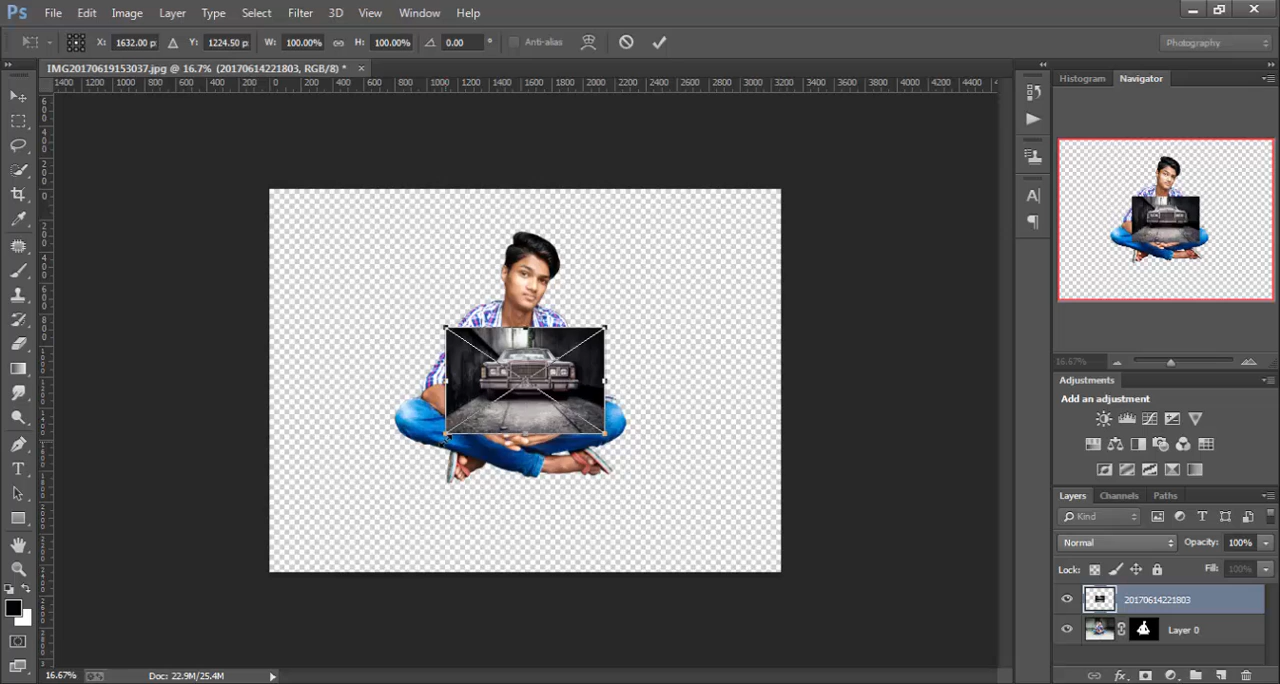 Ps File Edit Image Layer Type Select Filter 3D View Window Help
X: 1632.00 p Y: 1224.50 p W: 100.00% H: 100.00% 0.00 ° Anti-alias Photography
IMG20170619153037.jpg @ 16.7% (20170614221803, RGB/8) * ×
1400 1200 1000 800 600 400 200 0 200 400 600 800 1000 1200 1400 1600 1800 2000 2200 2400 2600 2800 3000 3200 3400 3600 3800 4000 4200 4400
Histogram Navigator
16.67%
Adjustments
Add an adjustment
Layers Channels Paths
Kind
Normal Opacity: 100%
Lock: Fill: 100%
20170614221803
Layer 0
16.67% Doc: 22.9M/25.4M